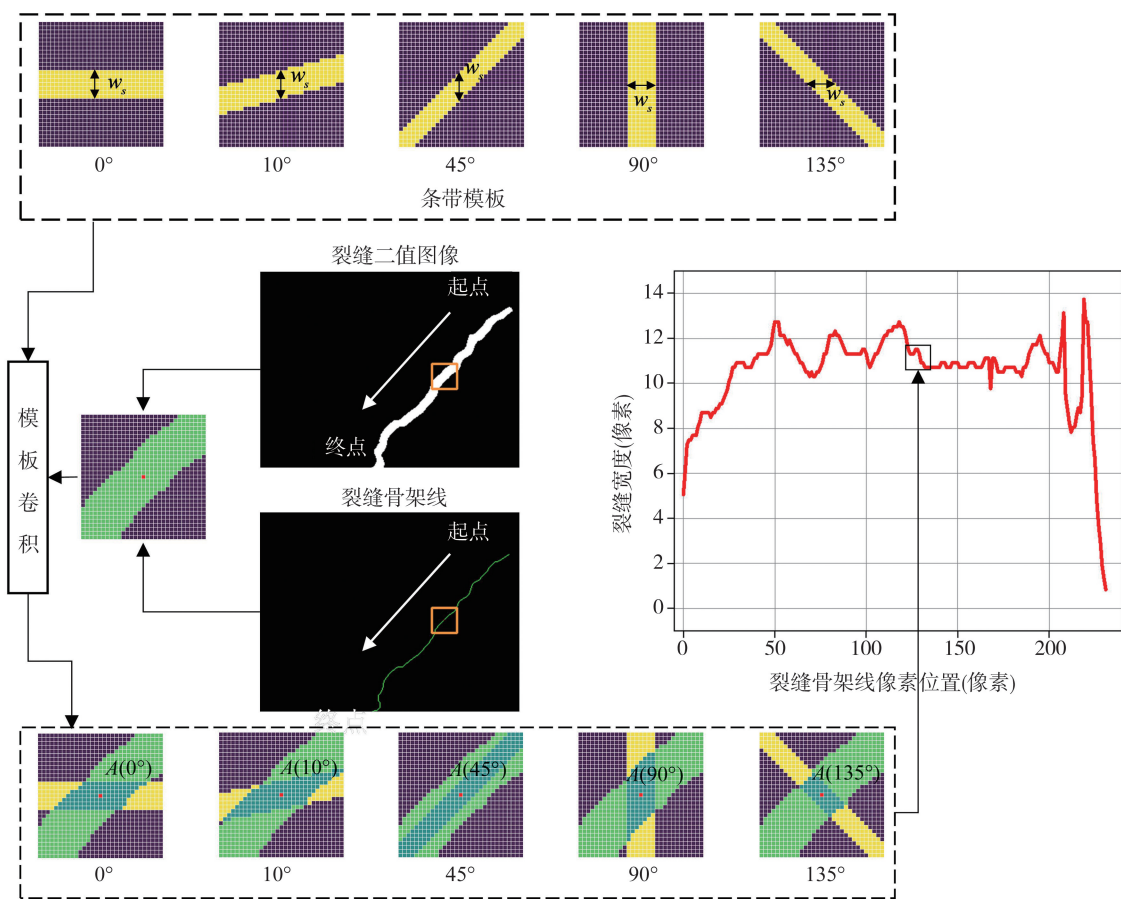 w_s
w_s
w_s
w_s
w_s
0°
10°
45°
90°
135°
条带模板
模板卷积
裂缝二值图像
起点
终点
裂缝骨架线
起点
终点
裂缝宽度(像素)
14
12
10
8
6
4
2
0
0
50
100
150
200
裂缝骨架线像素位置(像素)
A(0°)
A(10°)
A(45°)
A(90°)
A(135°)
0°
10°
45°
90°
135°